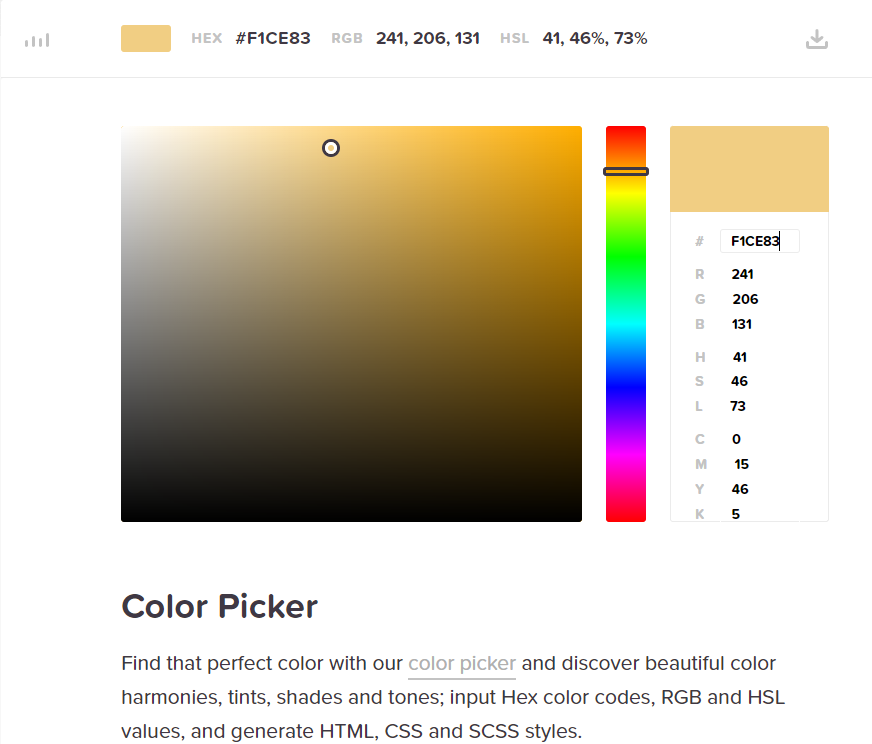 HEX #F1CE83 RGB 241, 206, 131 HSL 41, 46%, 73%
# F1CE83
R 241
G 206
B 131
H 41
S 46
L 73
C 0
M 15
Y 46
K 5
Color Picker
Find that perfect color with our color picker and discover beautiful color
harmonies, tints, shades and tones; input Hex color codes, RGB and HSL
values, and generate HTML, CSS and SCSS styles.